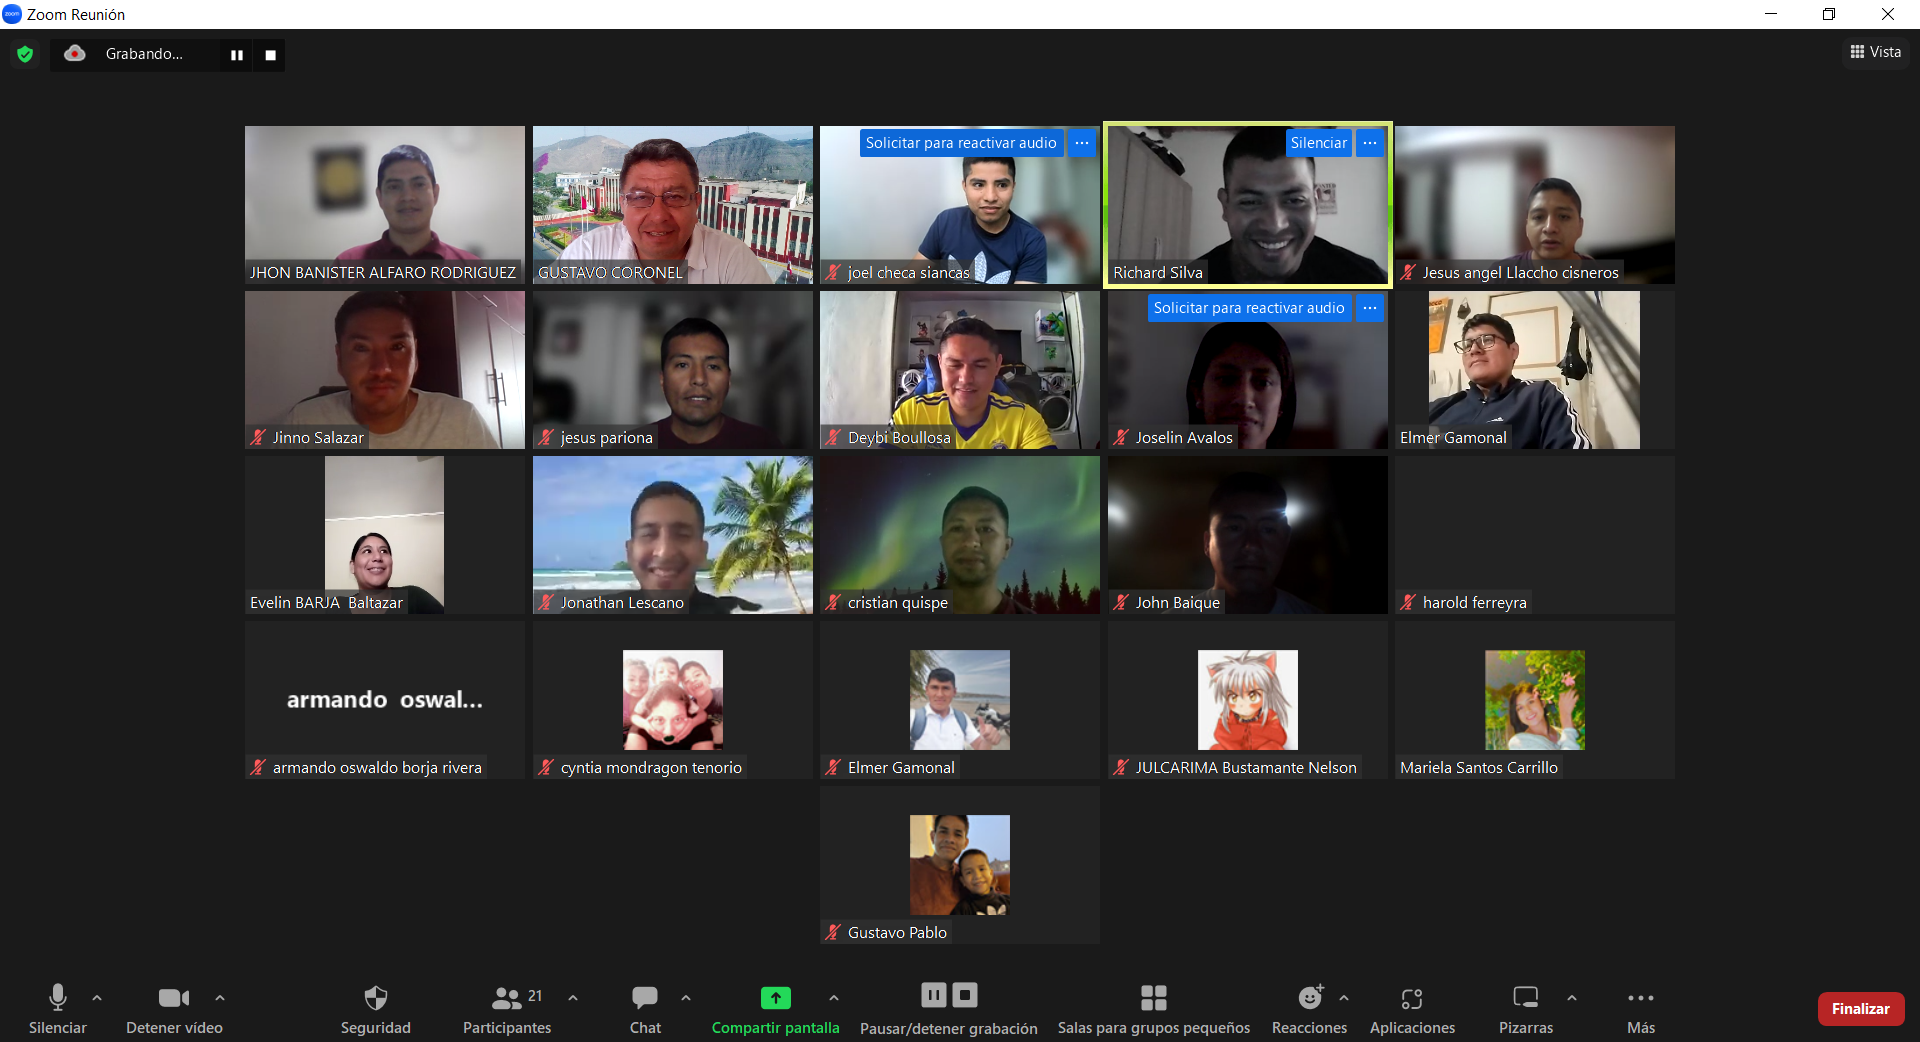 Zoom Reunión
Grabando...
Vista
Solicitar para reactivar audio
Silenciar
JHON BANISTER ALFARO RODRIGUEZ
GUSTAVO CORONEL
joel checa siancas
Richard Silva
Jesus angel Llaccho cisneros
Solicitar para reactivar audio
Jinno Salazar
jesus pariona
Deybi Boullosa
Joselin Avalos
Elmer Gamonal
Evelin BARJA  Baltazar
Jonathan Lescano
cristian quispe
John Baique
harold ferreyra
armando  oswal...
armando oswaldo borja rivera
cyntia mondragon tenorio
Elmer Gamonal
JULCARIMA Bustamante Nelson
Mariela Santos Carrillo
Gustavo Pablo
21
Silenciar
Detener vídeo
Seguridad
Participantes
Chat
Compartir pantalla
Pausar/detener grabación
Salas para grupos pequeños
Reacciones
Aplicaciones
Pizarras
Más
Finalizar